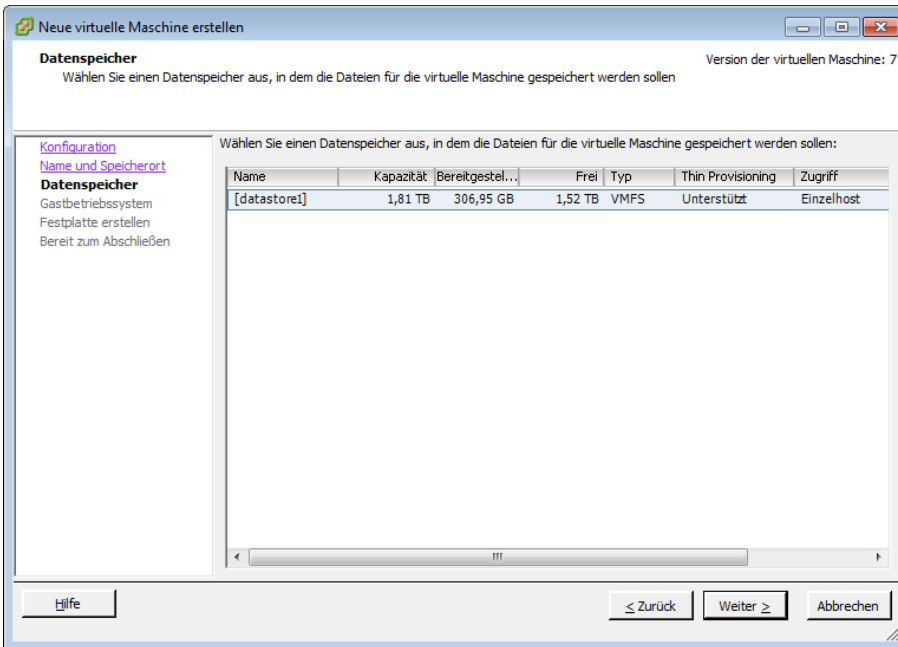 Neue virtuelle Maschine erstellen
Datenspeicher
Version der virtuellen Maschine: 7
Wählen Sie einen Datenspeicher aus, in dem die Dateien für die virtuelle Maschine gespeichert werden sollen
Konfiguration
Name und Speicherort
Datenspeicher
Gastbetriebssystem
Festplatte erstellen
Bereit zum Abschließen
Wählen Sie einen Datenspeicher aus, in dem die Dateien für die virtuelle Maschine gespeichert werden sollen:
Name Kapazität Bereitgestel... Frei Typ Thin Provisioning Zugriff
[datastore1] 1,81 TB 306,95 GB 1,52 TB VMFS Unterstützt Einzelhost
Hilfe < Zurück Weiter > Abbrechen